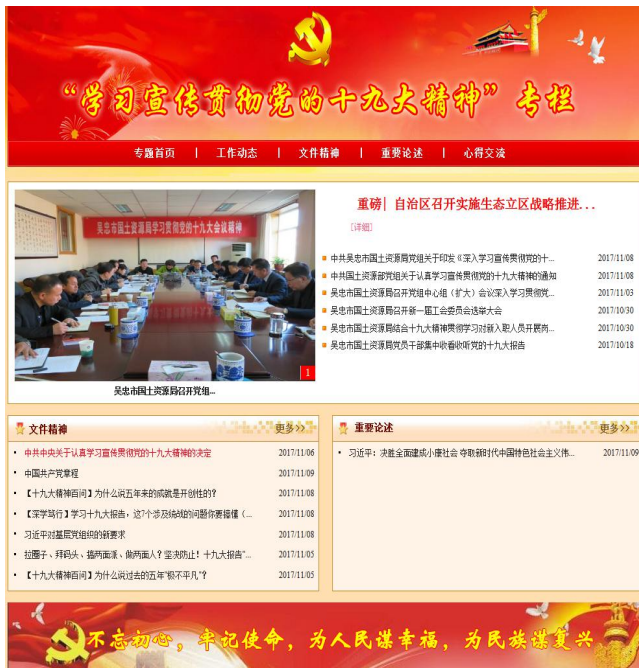 “学习宣传贯彻党的十九大精神”专栏
专题首页 | 工作动态 | 文件精神 | 重要论述 | 心得交流
吴忠市国土资源局学习贯彻党的十九大会议精神
1
吴忠市国土资源局召开党组...
重磅| 自治区召开实施生态立区战略推进...
[详细]
中共吴忠市国土资源局党组关于印发《深入学习宣传贯彻党的十... 2017/11/08
中共国土资源部党组关于认真学习宣传贯彻党的十九大精神的通知 2017/11/08
吴忠市国土资源局召开党组中心组（扩大）会议深入学习贯彻党... 2017/11/03
吴忠市国土资源局召开新一届工会委员会选举大会 2017/10/30
吴忠市国土资源局结合十九大精神贯彻学习对新入职人员开展岗... 2017/10/30
吴忠市国土资源局党员干部集中收看收听党的十九大报告 2017/10/18
文件精神 更多>>
中共中央关于认真学习宣传贯彻党的十九大精神的决定 2017/11/06
中国共产党章程 2017/11/09
【十九大精神百问】为什么说五年来的成就是开创性的？ 2017/11/08
【深学笃行】学习十九大报告，这7个涉及统战的问题你要搞懂（... 2017/11/08
习近平对基层党组织的新要求 2017/11/08
拉圈子、拜码头、搞两面派、做两面人？坚决防止！十九大报告“... 2017/11/05
【十九大精神百问】为什么说过去的五年“极不平凡”？ 2017/11/05
重要论述 更多>>
习近平：决胜全面建成小康社会 夺取新时代中国特色社会主义伟... 2017/11/09
不忘初心，牢记使命，为人民谋幸福，为民族谋复兴